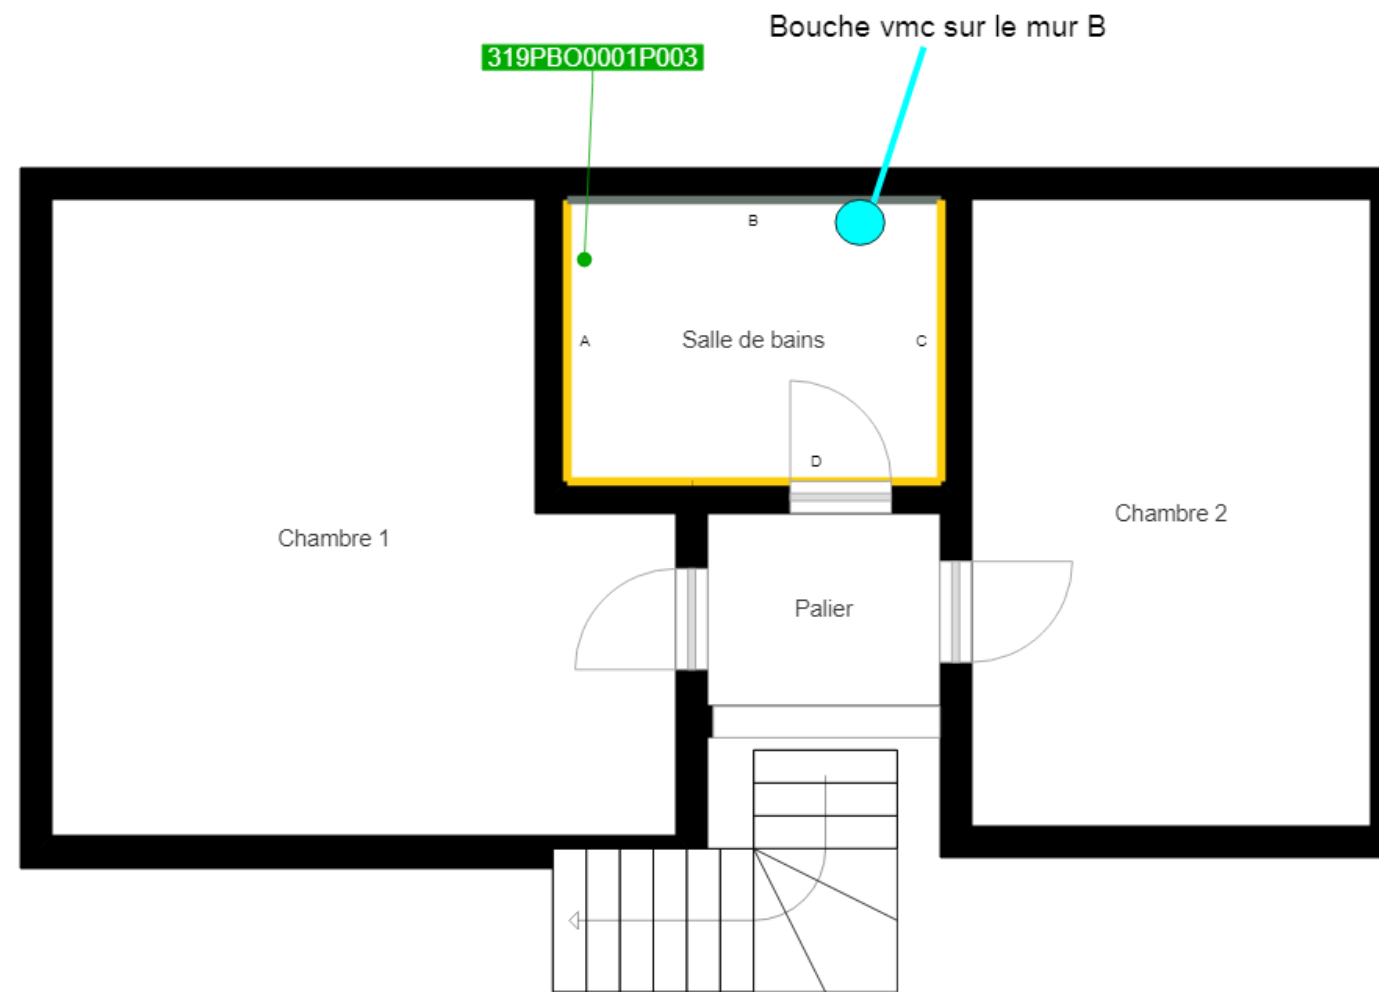 Bouche vmc sur le mur B
319PBO0001P003
B
A
Salle de bains
C
D
Chambre 1
Chambre 2
Palier